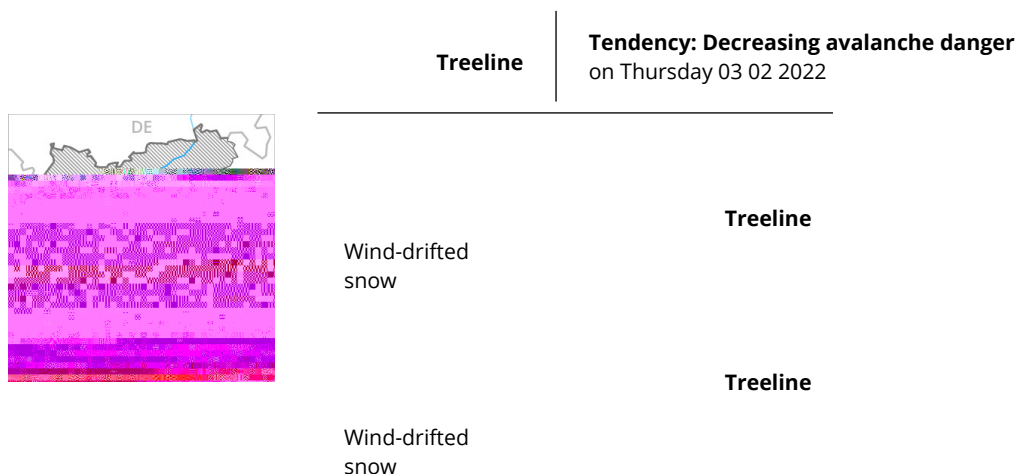 Treeline
Tendency: Decreasing avalanche danger
on Thursday 03 02 2022
DE
Treeline
Wind-drifted
snow
Treeline
Wind-drifted
snow